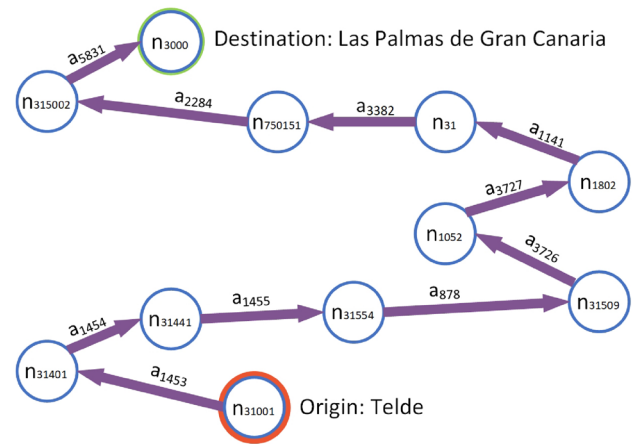 n3000
Destination: Las Palmas de Gran Canaria
a5831
n315002
a2284
n750151
a3382
n31
a1141
n1802
a3727
n1052
a3726
n31509
a878
n31554
a1455
n31441
a1454
n31401
a1453
n31001
Origin: Telde